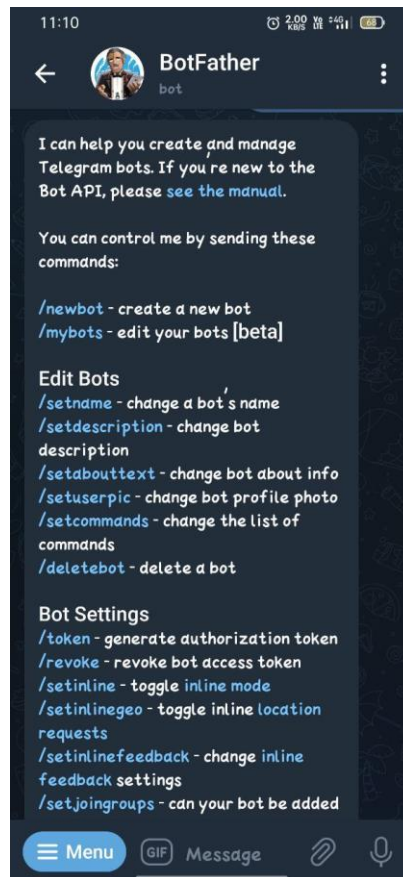 11:10
2.00 KB/S Vo LTE 4G 68
BotFather
bot
I can help you create and manage
Telegram bots. If you're new to the
Bot API, please see the manual.
You can control me by sending these
commands:
/newbot - create a new bot
/mybots - edit your bots [beta]
Edit Bots
/setname - change a bot's name
/setdescription - change bot
description
/setabouttext - change bot about info
/setuserpic - change bot profile photo
/setcommands - change the list of
commands
/deletebot - delete a bot
Bot Settings
/token - generate authorization token
/revoke - revoke bot access token
/setinline - toggle inline mode
/setinlinegeo - toggle inline location
requests
/setinlinefeedback - change inline
feedback settings
/setjoingroups - can your bot be added
Menu GIF Message